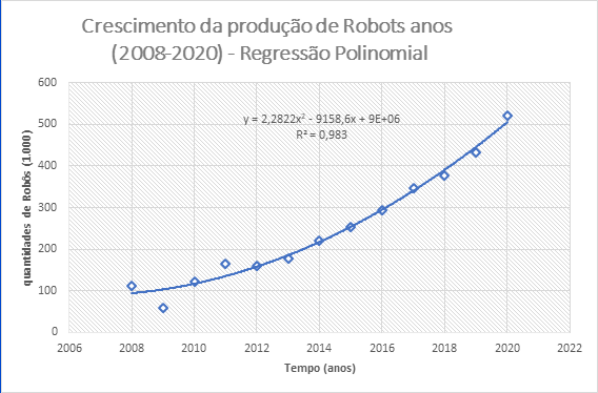 Crescimento da produção de Robots anos
(2008-2020) - Regressão Polinomial
y = 2,2822x² - 9158,6x + 9E+06
R² = 0,983
quantidades de Robôs (1.000)
600
500
400
300
200
100
0
2006 2008 2010 2012 2014 2016 2018 2020 2022
Tempo (anos)